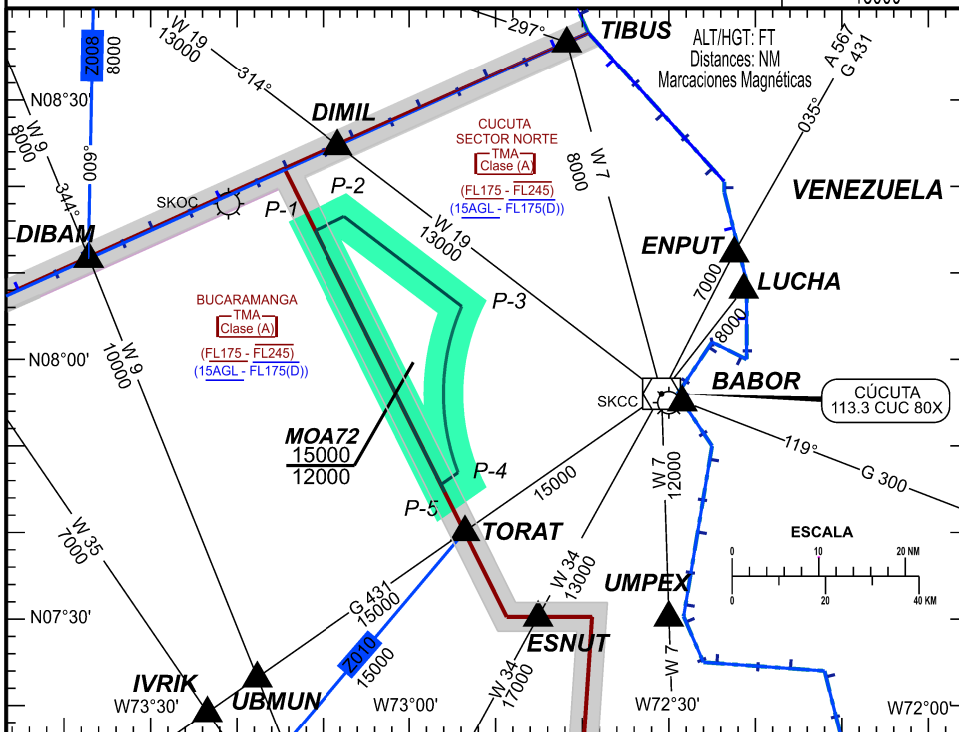 W 19
13000
297°
TIBUS
ALT/HGT: FT
Distances: NM
Marcaciones Magnéticas
A 567
G 431
035°
Z008
8000
314°
N08°30'
DIMIL
W 9
8000
CUCUTA
SECTOR NORTE
TMA
Clase (A)
(FL175 - FL245)
(15AGL - FL175(D))
W 7
8000
009°
344°
SKOC
P-1
P-2
VENEZUELA
DIBAM
W 19
13000
ENPUT
7000
LUCHA
8000
P-3
BUCARAMANGA
TMA
Clase (A)
(FL175 - FL245)
(15AGL - FL175(D))
N08°00'
W 9
10000
BABOR
SKCC
CÚCUTA
113.3 CUC 80X
MOA72
15000
12000
119°
G 300
P-4
15000
W 7
12000
P-5
TORAT
W 35
7000
ESCALA
0 10 20 NM
0 20 40 KM
W 34
13000
UMPEX
G 431
15000
N07°30'
ESNUT
Z010
15000
W 34
17000
W 7
IVRIK
UBMUN
W73°30'
W73°00'
W72°30'
W72°00'